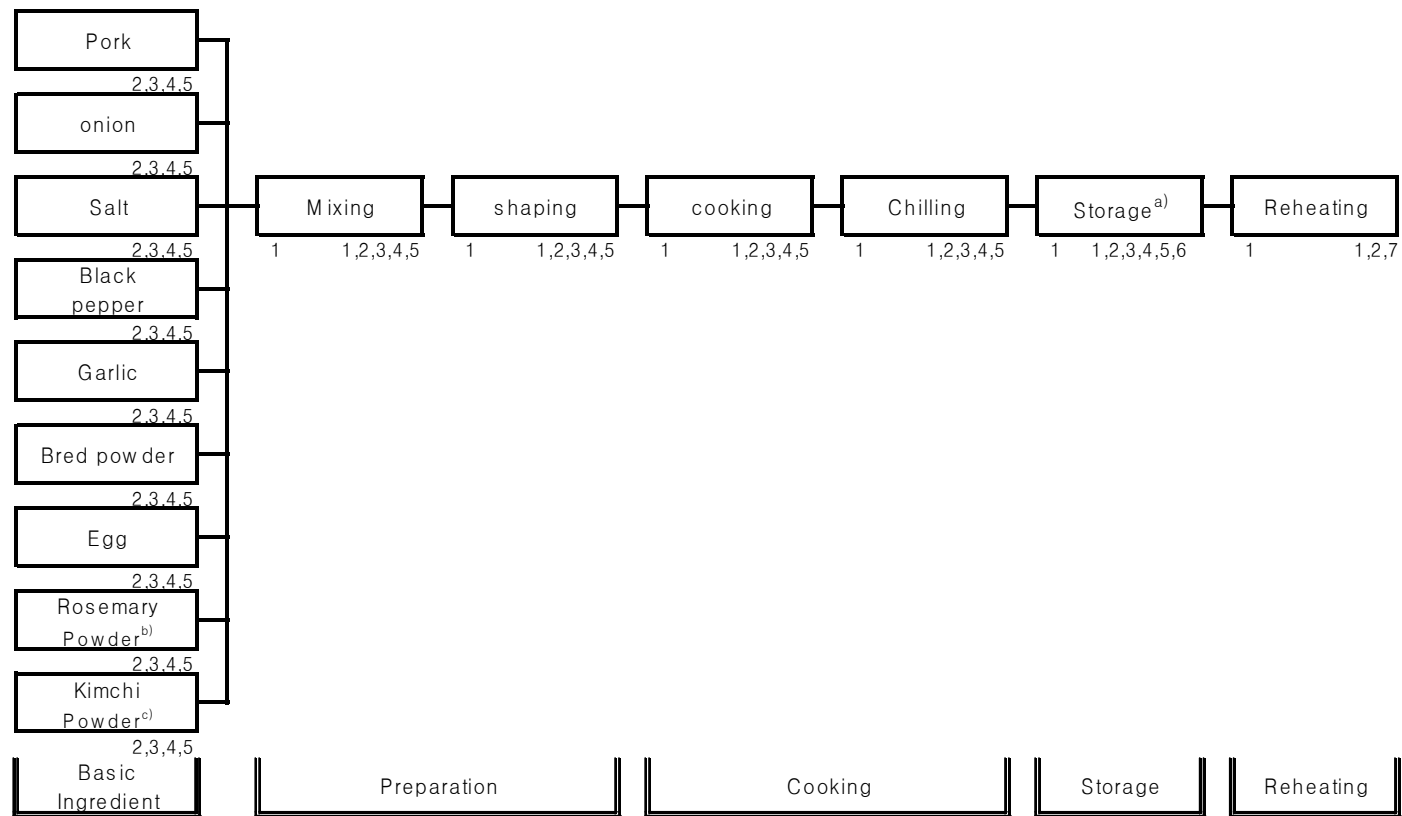 Pork
2,3,4,5
onion
2,3,4,5
Salt
2,3,4,5
Black
pepper
2,3,4,5
Garlic
2,3,4,5
Bred powder
2,3,4,5
Egg
2,3,4,5
Rosemary
Powder b)
2,3,4,5
Kimchi
Powder c)
2,3,4,5
Mixing
1 1,2,3,4,5
shaping
1 1,2,3,4,5
cooking
1 1,2,3,4,5
Chilling
1 1,2,3,4,5
Storage a)
1 1,2,3,4,5,6
Reheating
1 1,2,7
Basic
Ingredient
Preparation
Cooking
Storage
Reheating